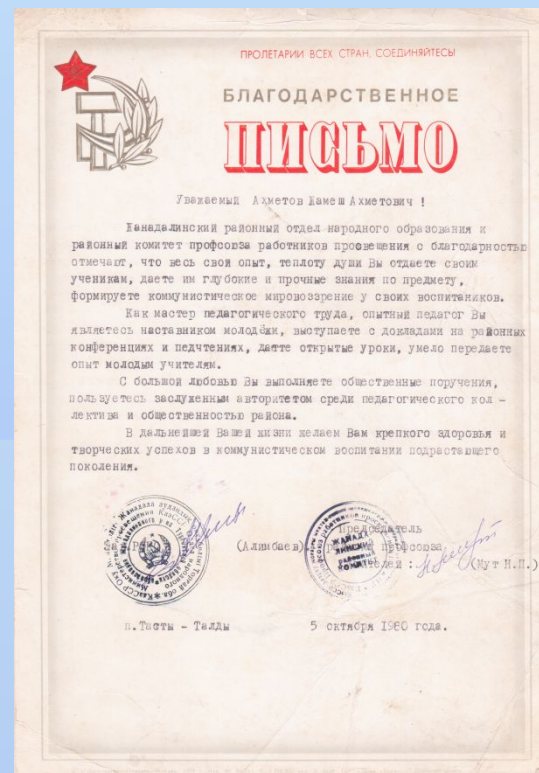 ПРОЛЕТАРИИ ВСЕХ СТРАН, СОЕДИНЯЙТЕСЬ!
БЛАГОДАРСТВЕННОЕ
ПИСЬМО
Уважаемый Ахметов Жамеш Ахметович !
Жанадалинский районный отдел народного образования и
районный комитет профсоюза работников просвещения с благодарностью
отмечают, что весь свой опыт, теплоту души Вы отдаете своим
ученикам, даете им глубокие и прочные знания по предмету,
формируете коммунистическое мировоззрение у своих воспитаников.
Как мастер педагогического труда, опытный педагог Вы
являетесь наставником молодёжи, выступаете с докладами на районных
конференциях и педчтениях, даёте открытые уроки, умело передаете
опыт молодым учителям.
С большой любовью Вы выполняете общественные поручения,
пользуетесь заслуженным авторитетом среди педагогического кол -
лектива и общественностью района.
В дальнейшей Вашей жизни желаем Вам крепкого здоровья и
творческих успехов в коммунистическом воспитании подрастающего
поколения.
Председатель
(Алимбаев) профсоюза
(Мут Н.П.)
п.Тасты - Талды 5 октября 1980 года.